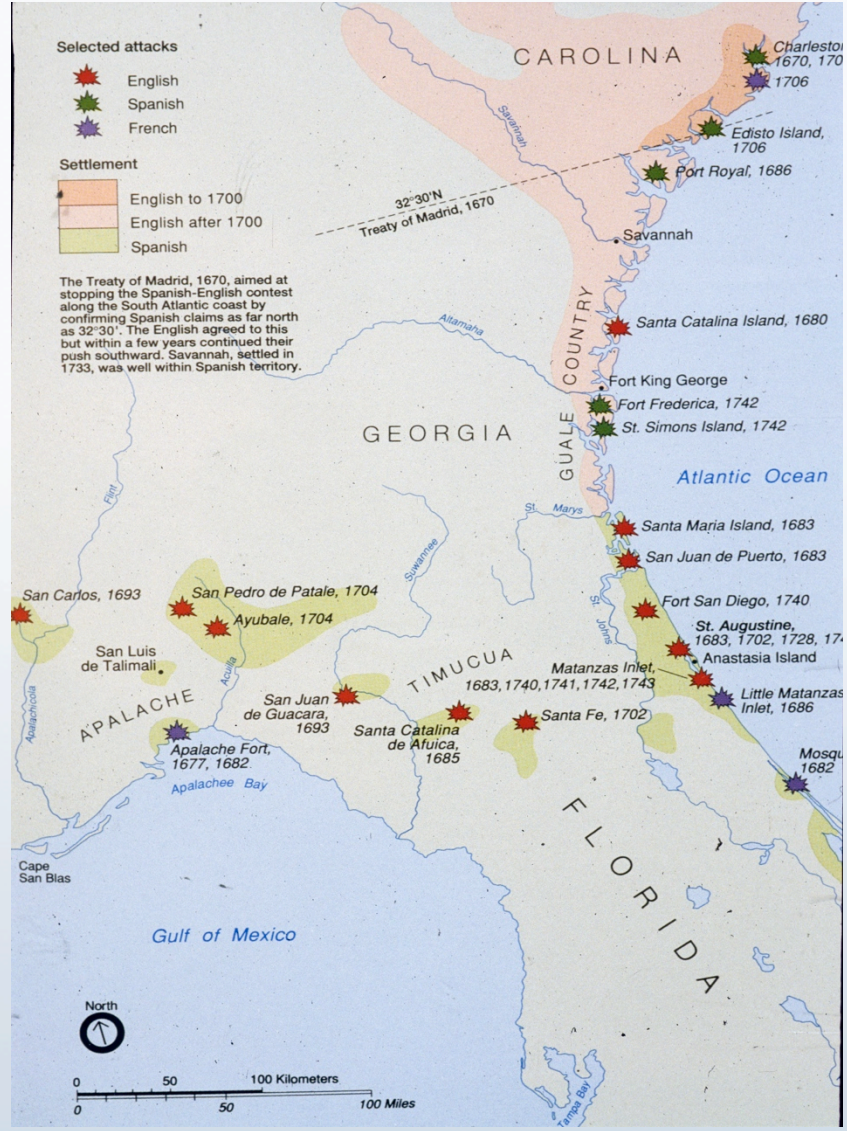 Selected attacks
English
Spanish
French
Settlement
English to 1700
English after 1700
Spanish
The Treaty of Madrid, 1670, aimed at
stopping the Spanish-English contest
along the South Atlantic coast by
confirming Spanish claims as far north
as 32°30'. The English agreed to this
but within a few years continued their
push southward. Savannah, settled in
1733, was well within Spanish territory.
CAROLINA
Charleston
1670, 170
1706
Edisto Island,
1706
Port Royal, 1686
Savannah
32°30'N
Treaty of Madrid, 1670
Savannah
Santa Catalina Island, 1680
GUALE COUNTRY
Altamaha
Fort King George
Fort Frederica, 1742
St. Simons Island, 1742
GEORGIA
Atlantic Ocean
Flint
St. Marys
Santa Maria Island, 1683
San Juan de Puerto, 1683
Suwannee
San Carlos, 1693
San Pedro de Patale, 1704
Ayubale, 1704
St. Johns
Fort San Diego, 1740
St. Augustine,
1683, 1702, 1728, 174
Anastasia Island
San Luis
de Talimali
Acuilla
TIMUCUA
Matanzas Inlet,
1683,1740,1741,1742,1743
Little Matanzas
Inlet, 1686
Apalachicola
APALACHE
San Juan
de Guacara,
1693
Santa Catalina
de Afuica,
1685
Santa Fe, 1702
Apalache Fort,
1677, 1682
Apalachee Bay
Mosqu
1682
FLORIDA
Cape
San Blas
Gulf of Mexico
North
0 50 100 Kilometers
0 50 100 Miles
Tampa Bay